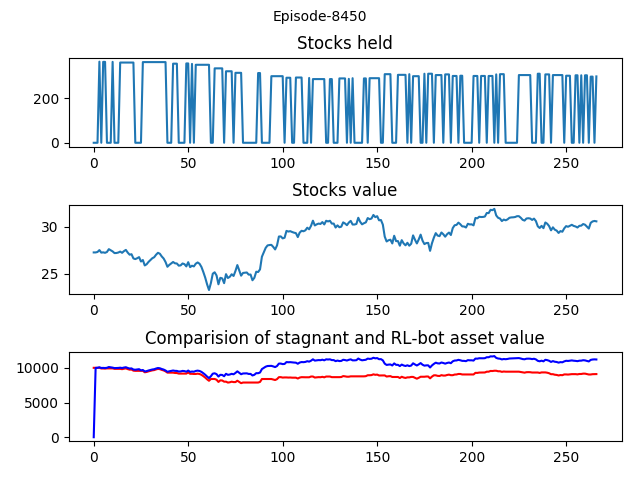 Episode-8450
Stocks held
200
0
0 50 100 150 200 250
Stocks value
30
25
0 50 100 150 200 250
Comparision of stagnant and RL-bot asset value
10000
5000
0
0 50 100 150 200 250